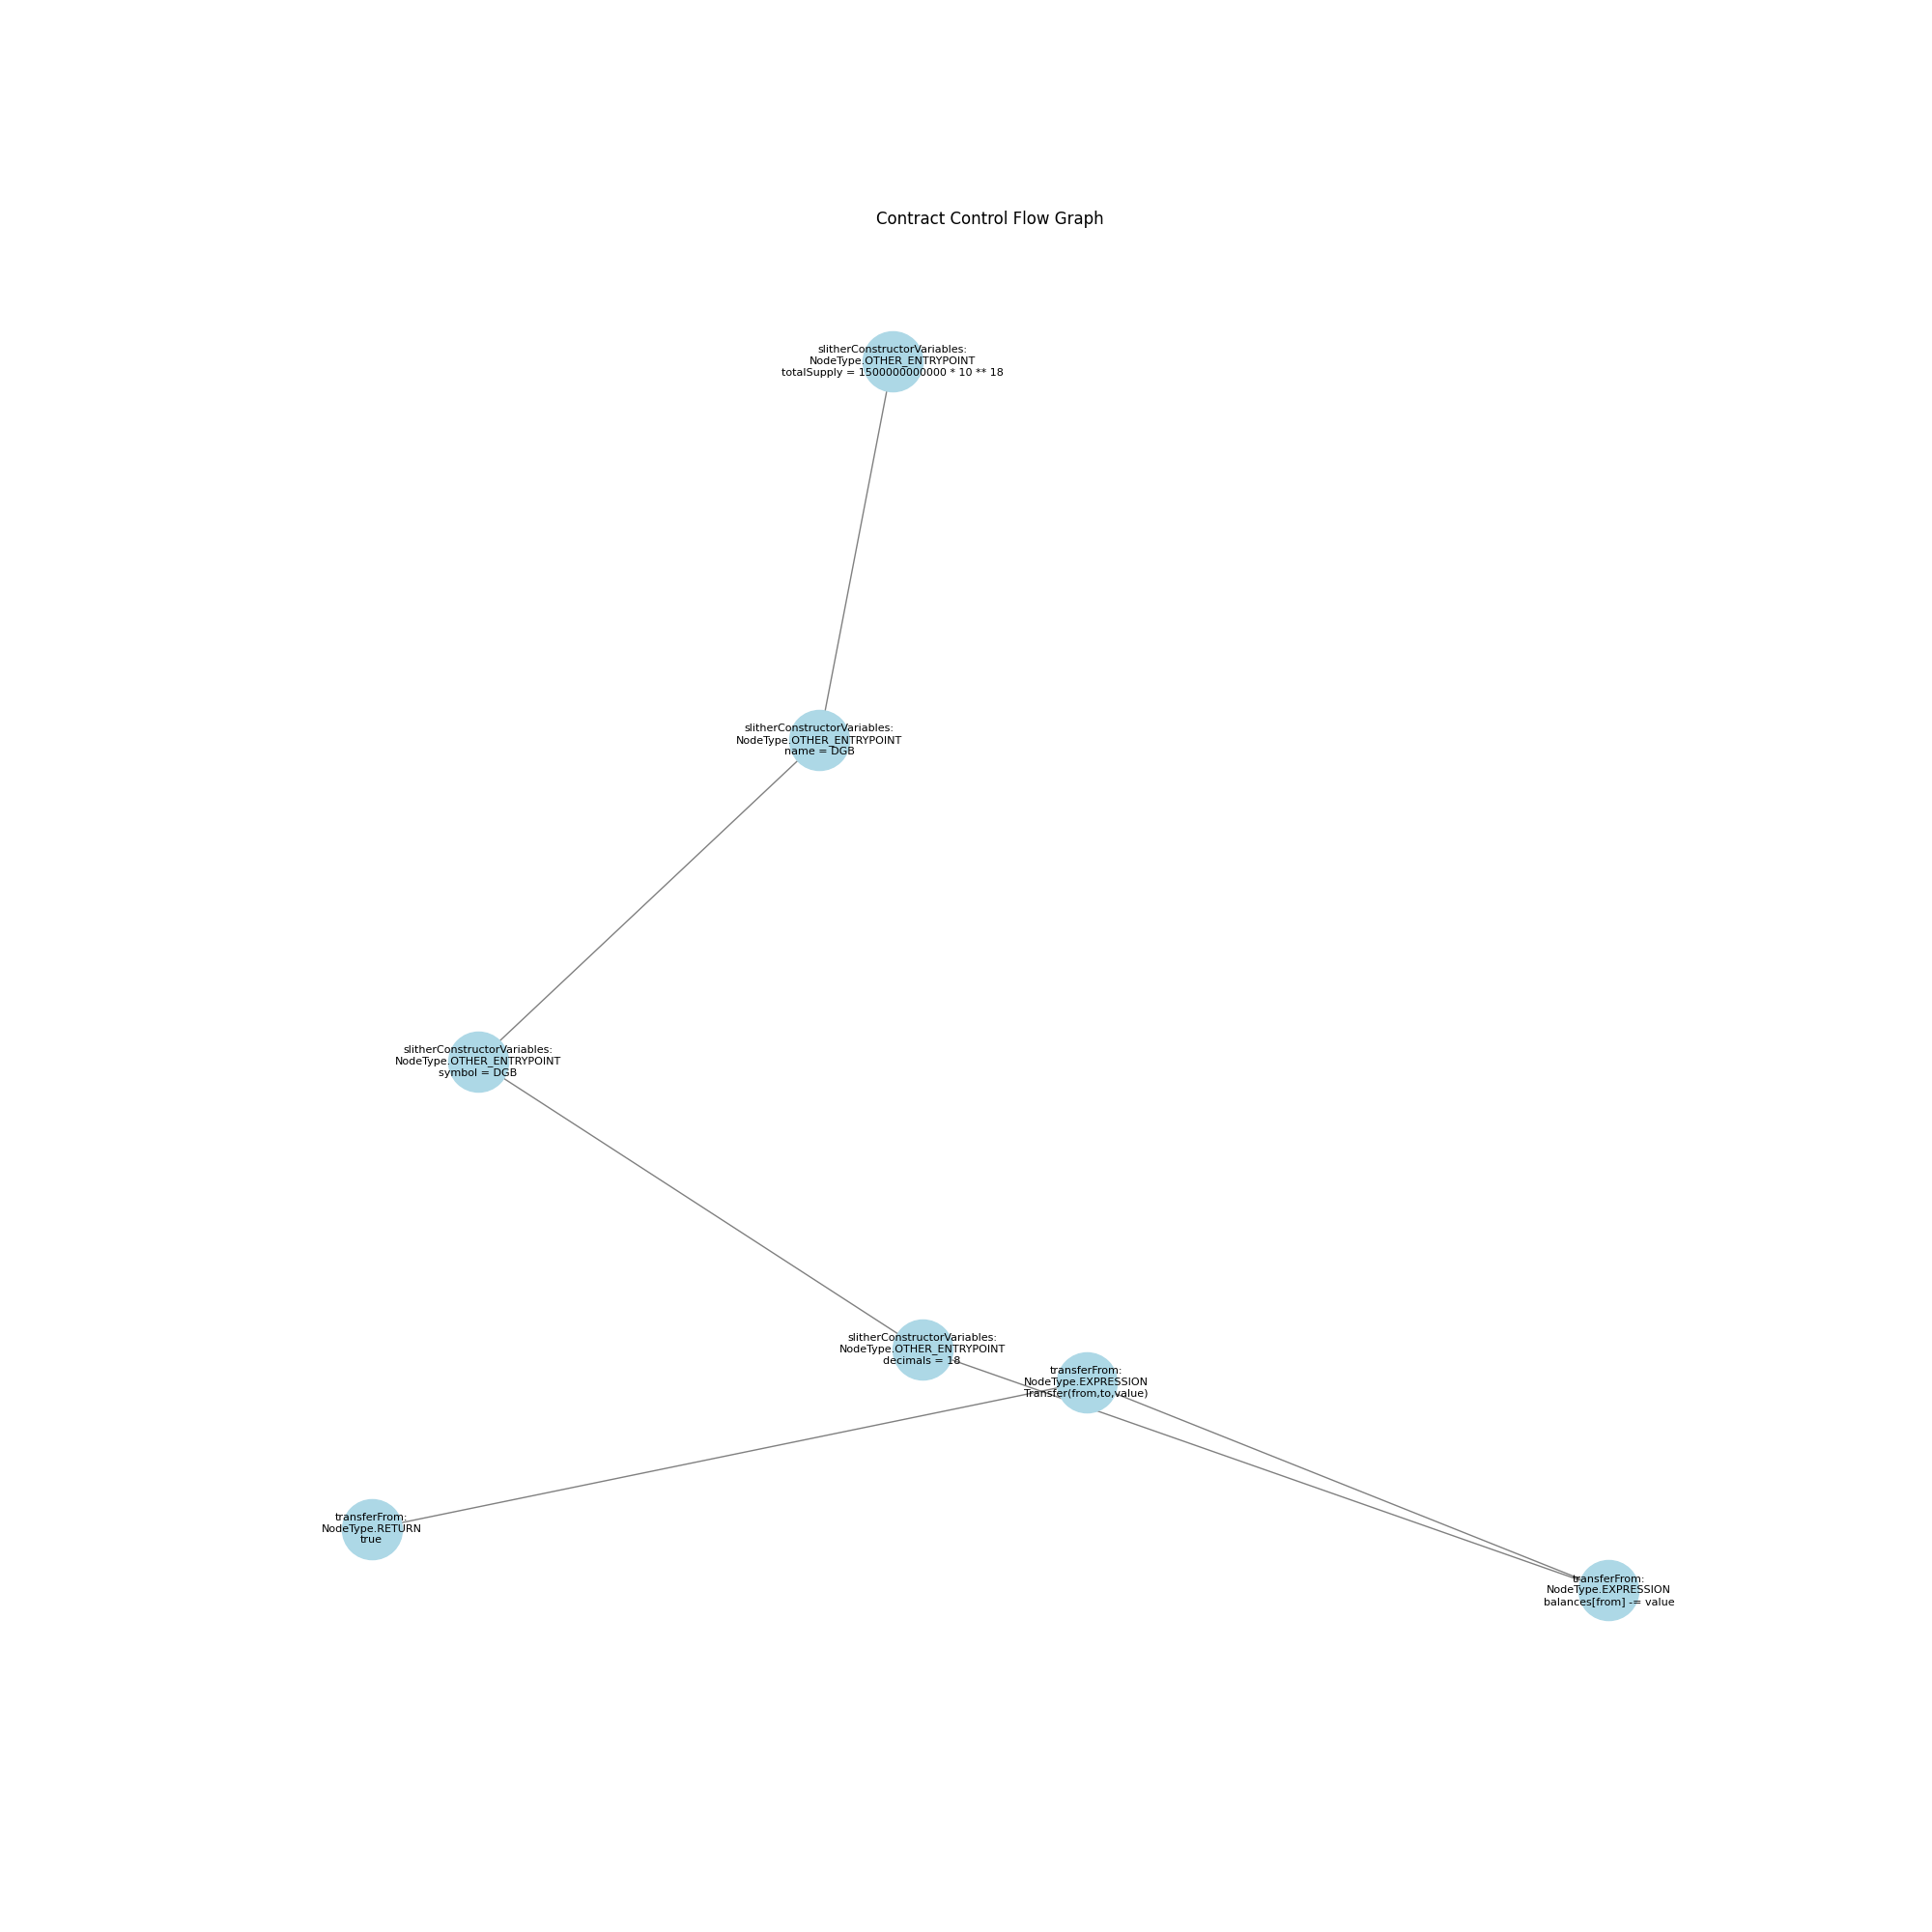 Contract Control Flow Graph
slitherConstructorVariables:
NodeType.OTHER_ENTRYPOINT
totalSupply = 1500000000000 * 10 ** 18
slitherConstructorVariables:
NodeType.OTHER_ENTRYPOINT
name = DGB
slitherConstructorVariables:
NodeType.OTHER_ENTRYPOINT
symbol = DGB
slitherConstructorVariables:
NodeType.OTHER_ENTRYPOINT
decimals = 18
transferFrom:
NodeType.EXPRESSION
Transfer(from,to,value)
transferFrom:
NodeType.RETURN
true
transferFrom:
NodeType.EXPRESSION
balances[from] -= value